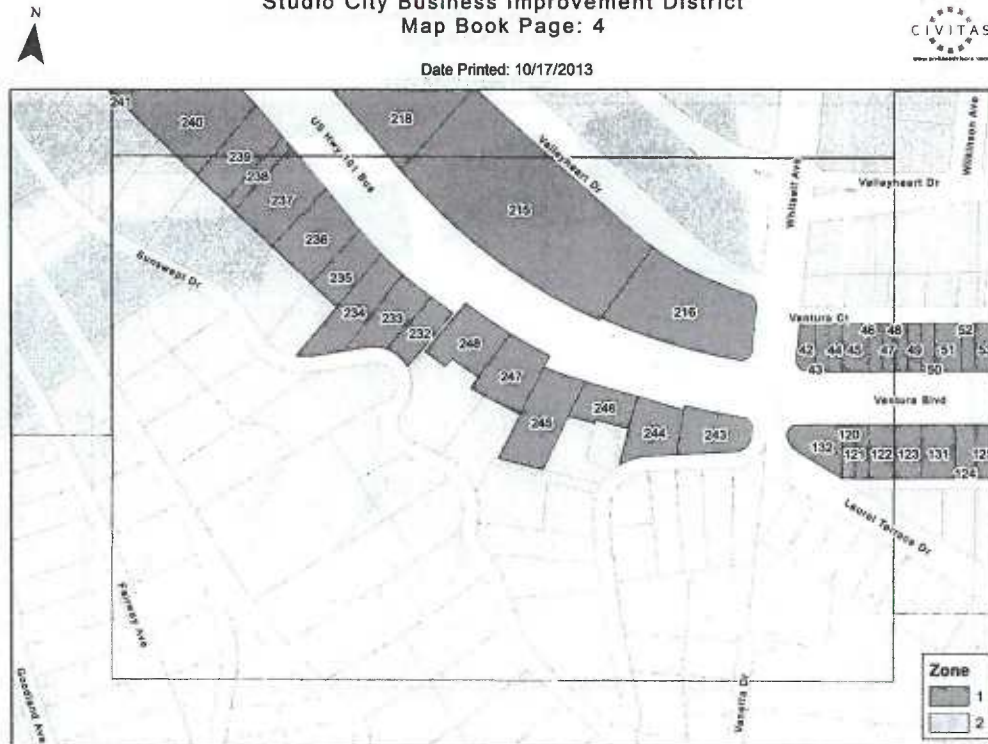 Studio City Business Improvement District
Map Book Page: 4
N
CIVITAS
Date Printed: 10/17/2013
241
240
239
238
237
236
235
234
233
232
US Hwy 101 Bus
218
215
216
Valleyheart Dr
Whitsett Ave
Wilkinson Ave
Valleyheart Dr
Sunswept Dr
248
247
245
246
244
243
Ventura Ct
42
43
44
45
46
47
48
49
50
51
52
53
Ventura Blvd
132
120
121
122
123
131
124
125
Laurel Terrace Dr
Fairway Ave
Goodland Ave
Vanetta Dr
Zone
1
2